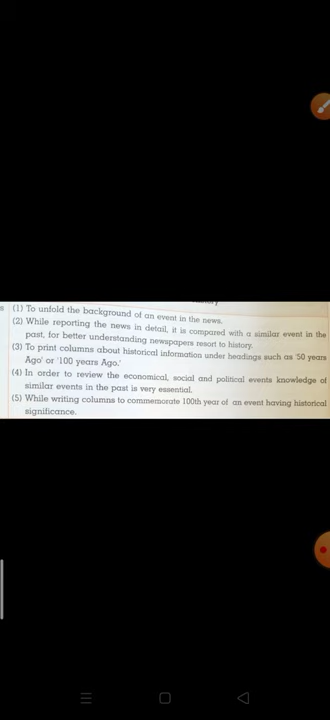 (1) To unfold the background of an event in the news.
(2) While reporting the news in detail, it is compared with a similar event in the
past, for better understanding newspapers resort to history.
(3) To print columns about historical information under headings such as '50 years
Ago' or '100 years Ago.'
(4) In order to review the economical, social and political events knowledge of
similar events in the past is very essential.
(5) While writing columns to commemorate 100th year of an event having historical
significance.